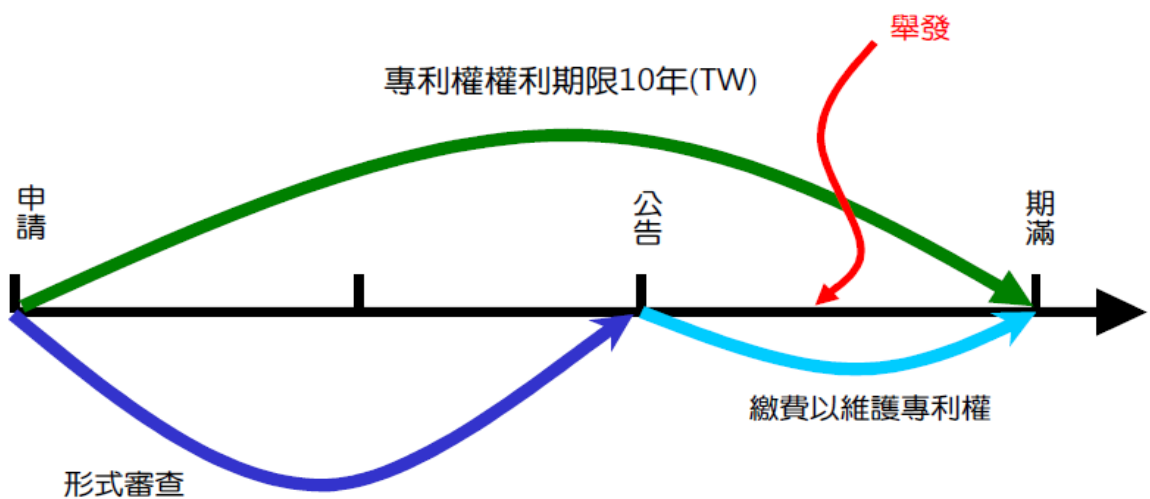 舉發
專利權權利期限10年(TW)
申請
公告
期滿
繳費以維護專利權
形式審查